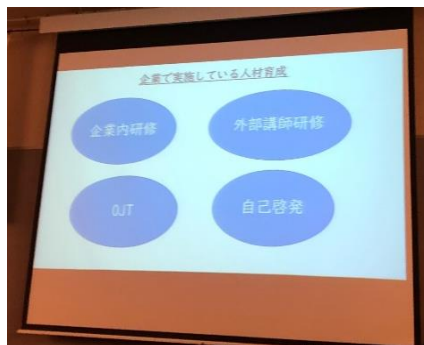 企業で実施している人材育成
企業内研修
外部講師研修
OJT
自己啓発